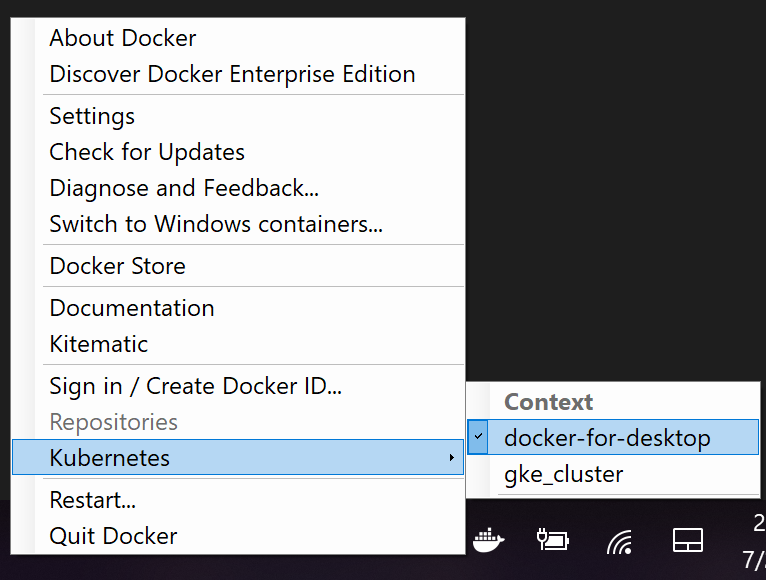 About Docker
Discover Docker Enterprise Edition
Settings
Check for Updates
Diagnose and Feedback...
Switch to Windows containers...
Docker Store
Documentation
Kitematic
Sign in / Create Docker ID...
Repositories
Kubernetes
Context
docker-for-desktop
gke_cluster
Restart...
Quit Docker
2
7/